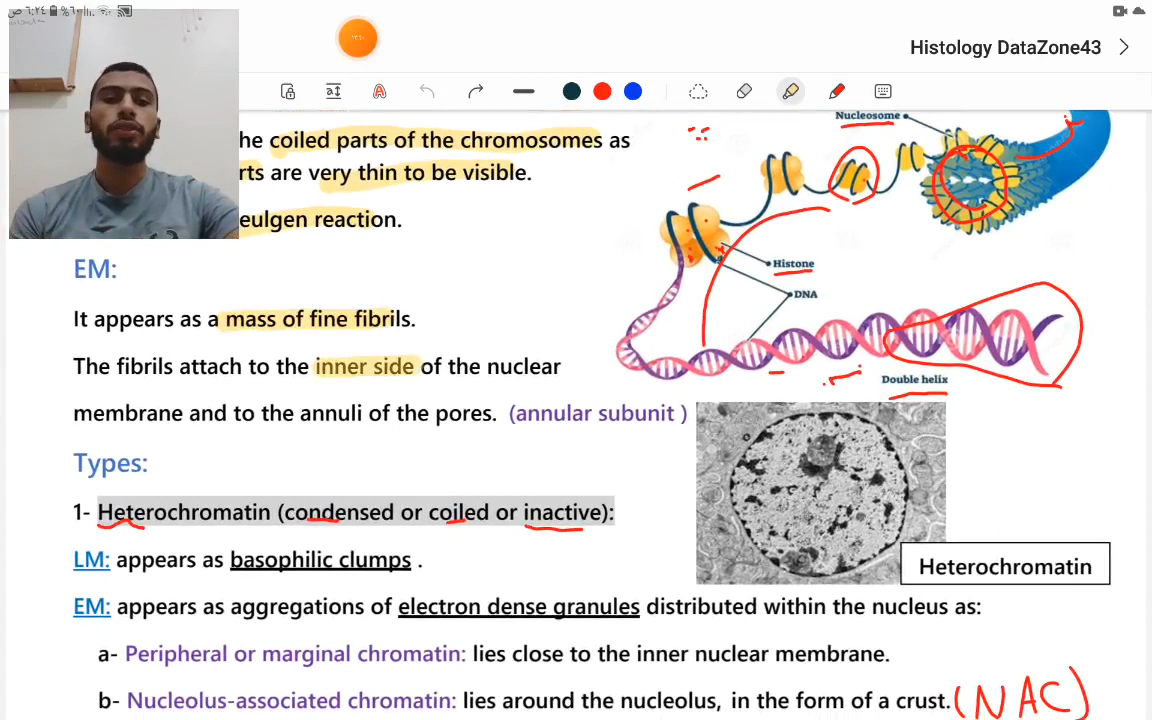 ص ٦:٢٤ %٦٠
Histology DataZone43
Nucleosome
he coiled parts of the chromosomes as
rts are very thin to be visible.
eulgen reaction.
Histone
DNA
EM:
It appears as a mass of fine fibrils.
The fibrils attach to the inner side of the nuclear
Double helix
membrane and to the annuli of the pores. (annular subunit )
Types:
1- Heterochromatin (condensed or coiled or inactive):
LM: appears as basophilic clumps .
Heterochromatin
EM: appears as aggregations of electron dense granules distributed within the nucleus as:
a- Peripheral or marginal chromatin: lies close to the inner nuclear membrane.
b- Nucleolus-associated chromatin: lies around the nucleolus, in the form of a crust. (NAC)